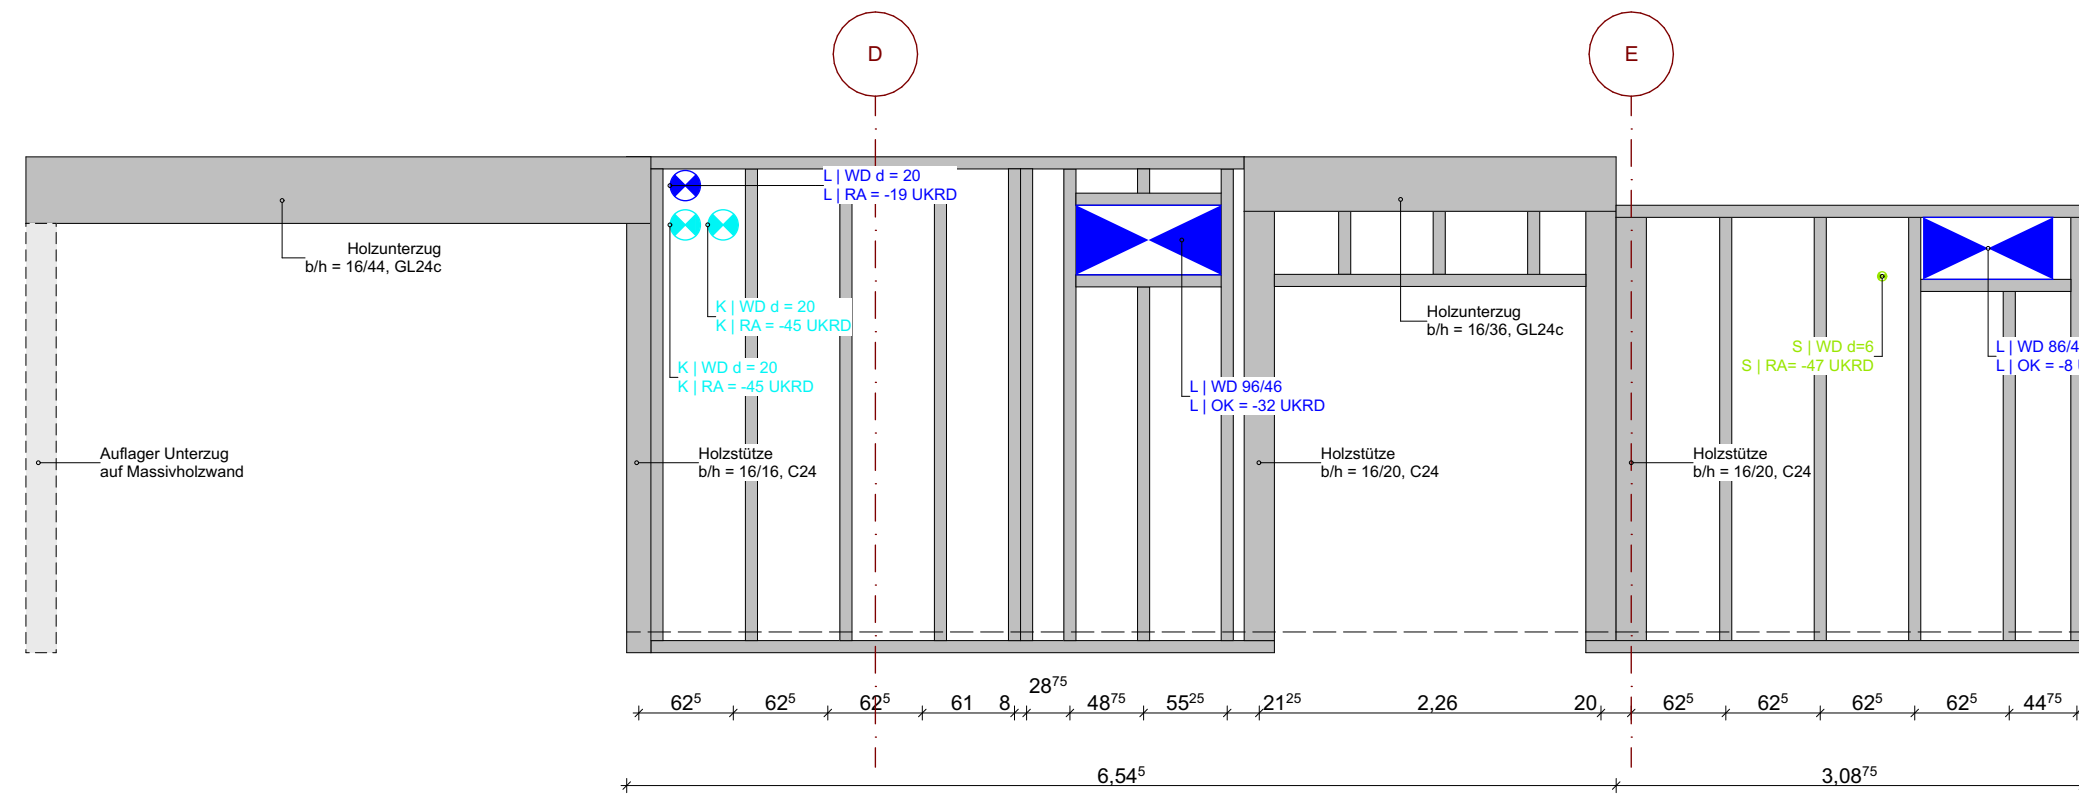 D
E
L | WD d = 20
L | RA = -19 UKRD
Holzunterzug
b/h = 16/44, GL24c
K | WD d = 20
K | RA = -45 UKRD
K | WD d = 20
K | RA = -45 UKRD
L | WD 96/46
L | OK = -32 UKRD
Holzunterzug
b/h = 16/36, GL24c
S | WD d=6
S | RA= -47 UKRD
L | WD 86/4
L | OK = -8
Auflager Unterzug
auf Massivholzwand
Holzstütze
b/h = 16/16, C24
Holzstütze
b/h = 16/20, C24
Holzstütze
b/h = 16/20, C24
62⁵ 62⁵ 62⁵ 61 8 28⁷⁵ 48⁷⁵ 55²⁵ 21²⁵ 2,26 20 62⁵ 62⁵ 62⁵ 62⁵ 44⁷⁵
6,54⁵ 3,08⁷⁵